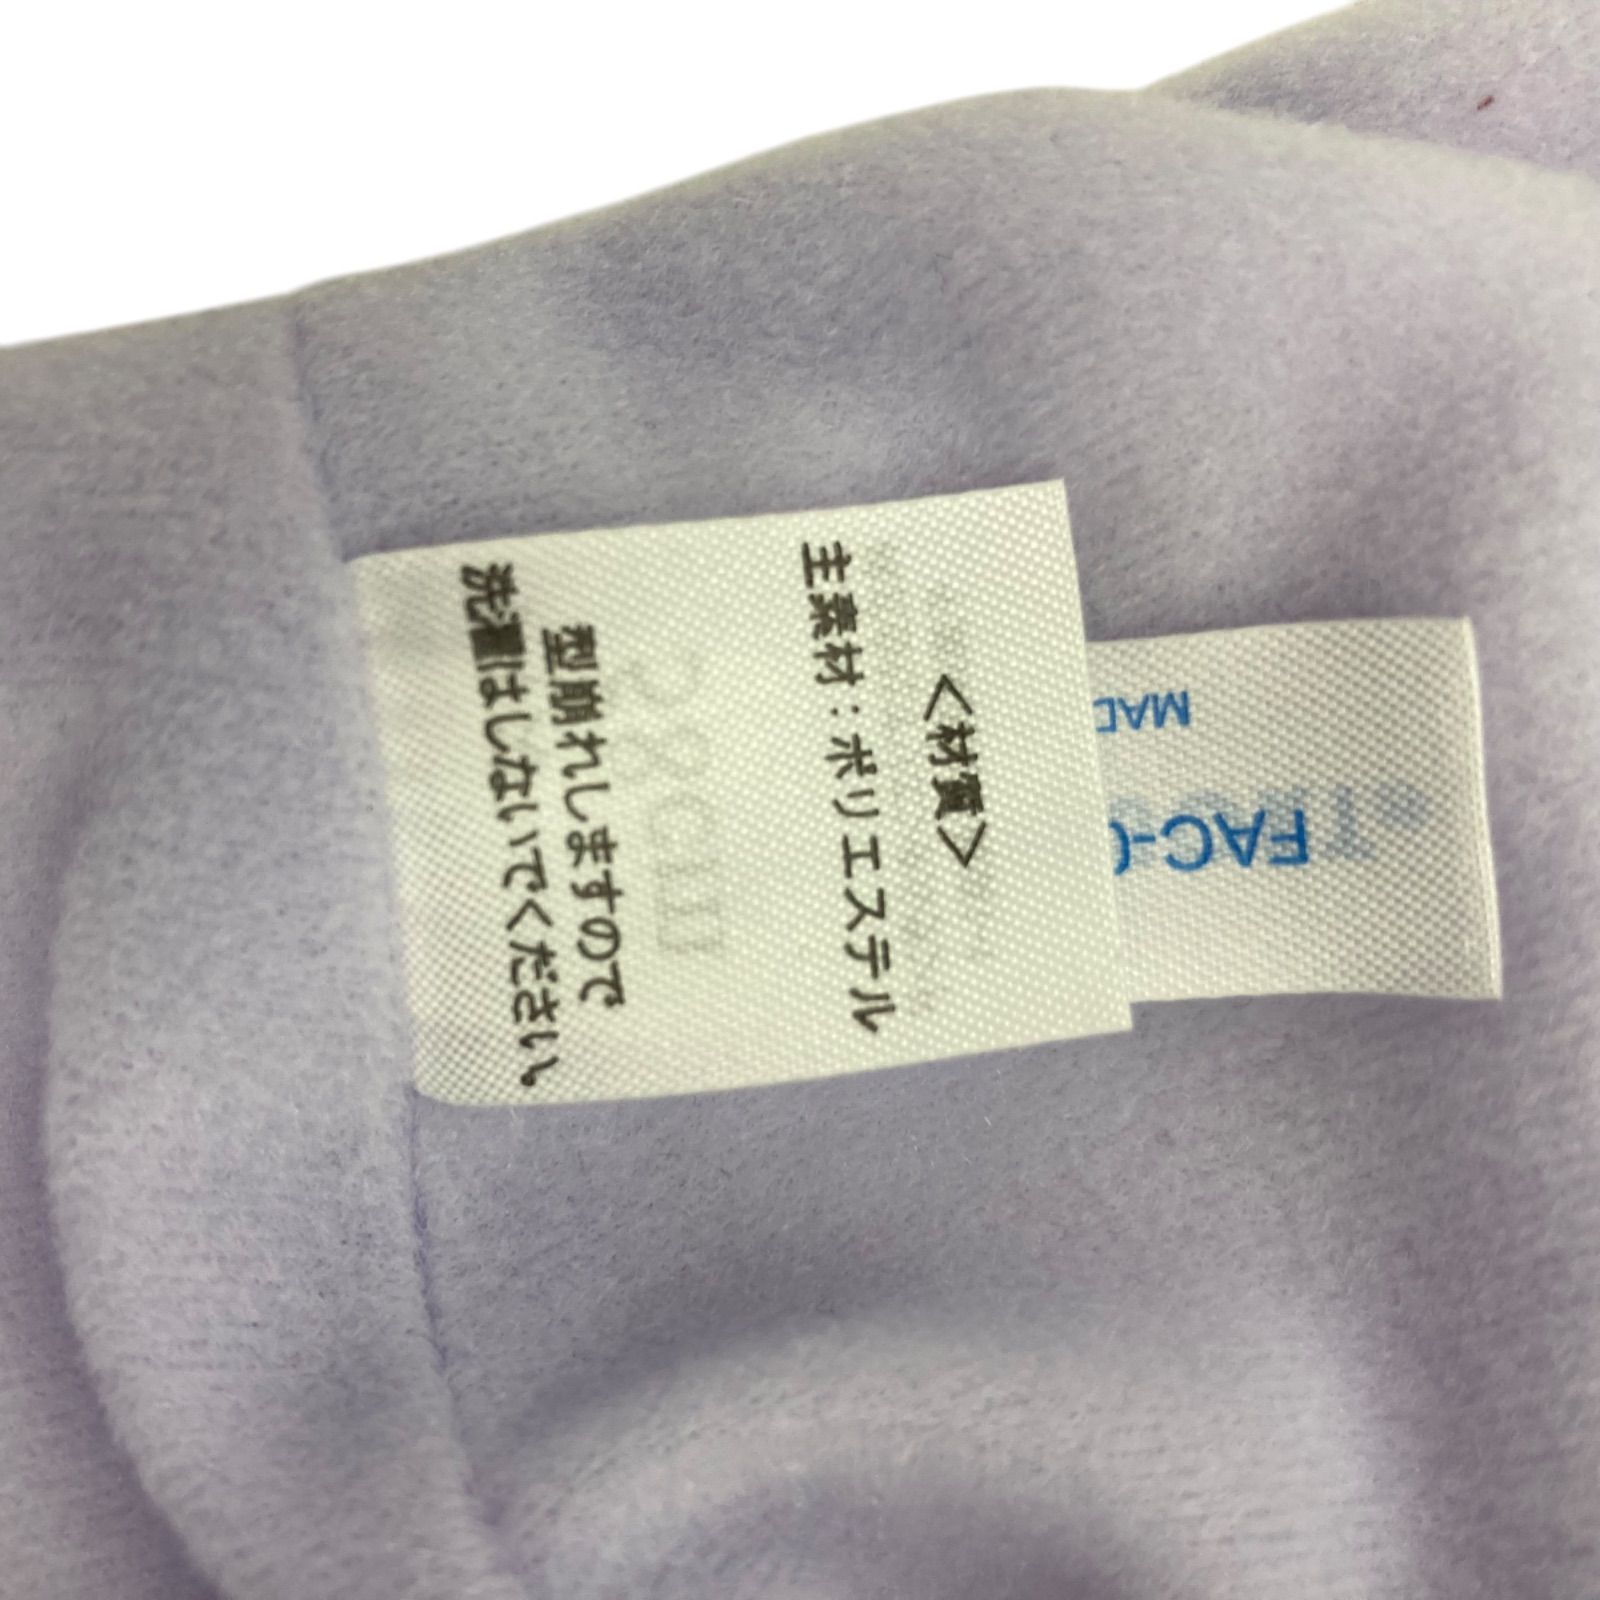 <材質>
主素材：ポリエステル
型崩れしますので
洗濯はしないでください。
MAD
FAC-